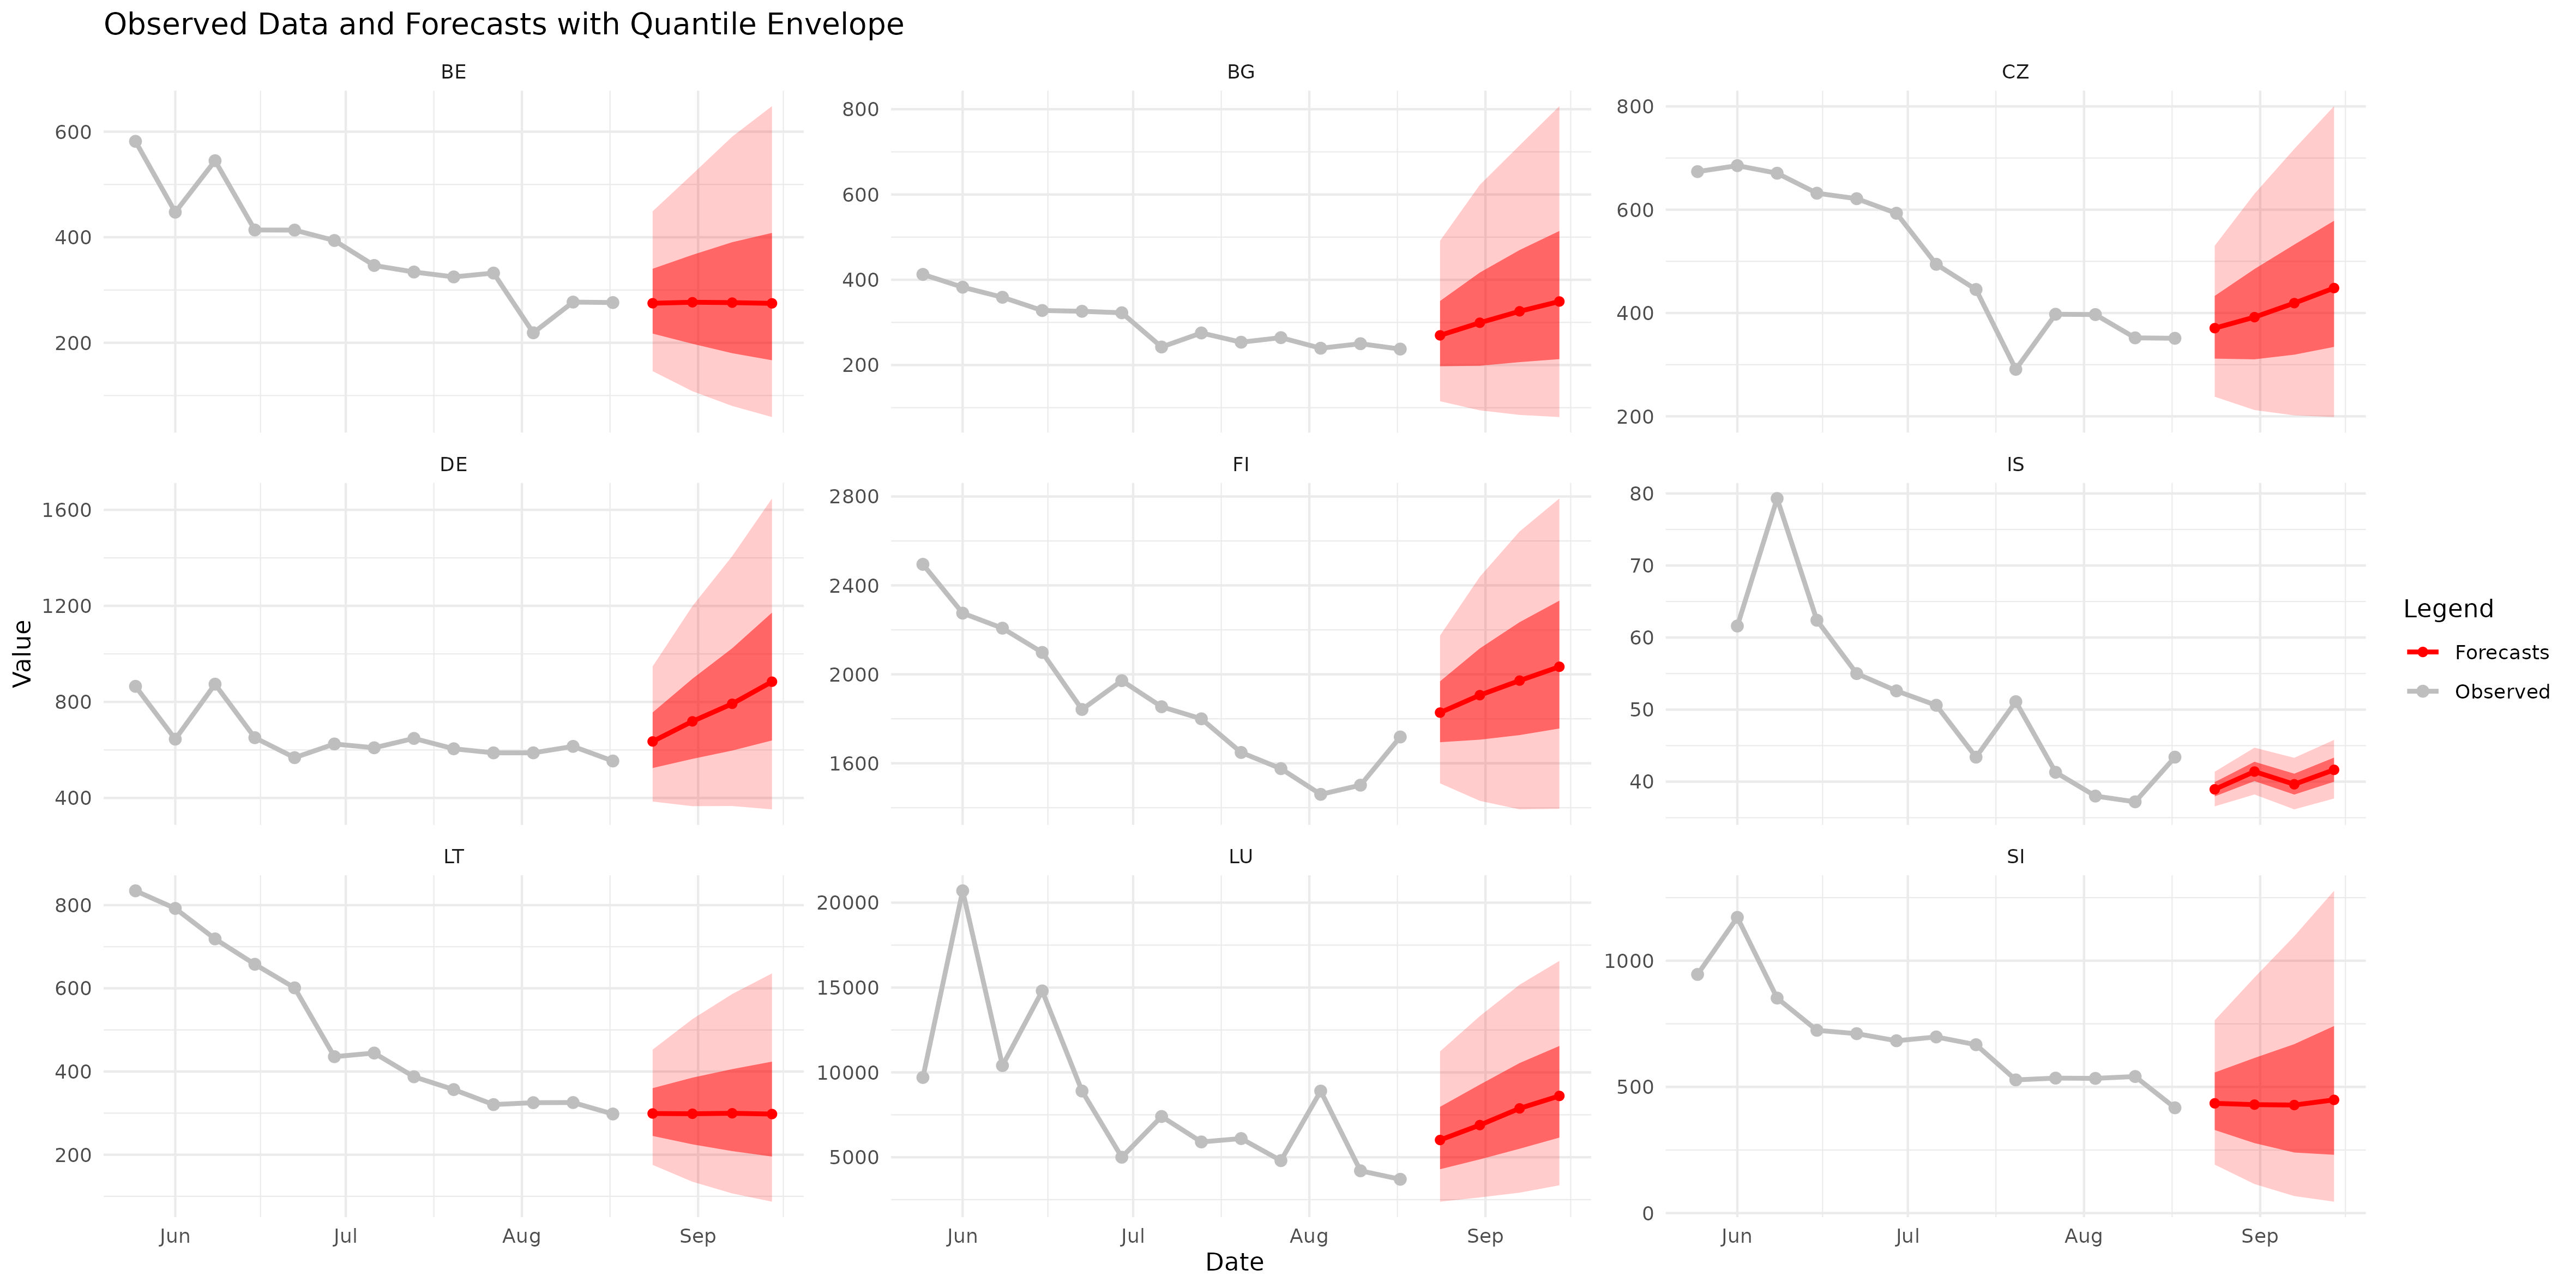 Observed Data and Forecasts with Quantile Envelope
BE
BG
CZ
600
400
200
800
600
400
200
800
600
400
200
DE
FI
IS
1600
1200
800
400
2800
2400
2000
1600
80
70
60
50
40
LT
LU
SI
800
600
400
200
20000
15000
10000
5000
1000
500
0
Jun Jul Aug Sep
Jun Jul Aug Sep
Jun Jul Aug Sep
Value
Date
Legend
Forecasts
Observed